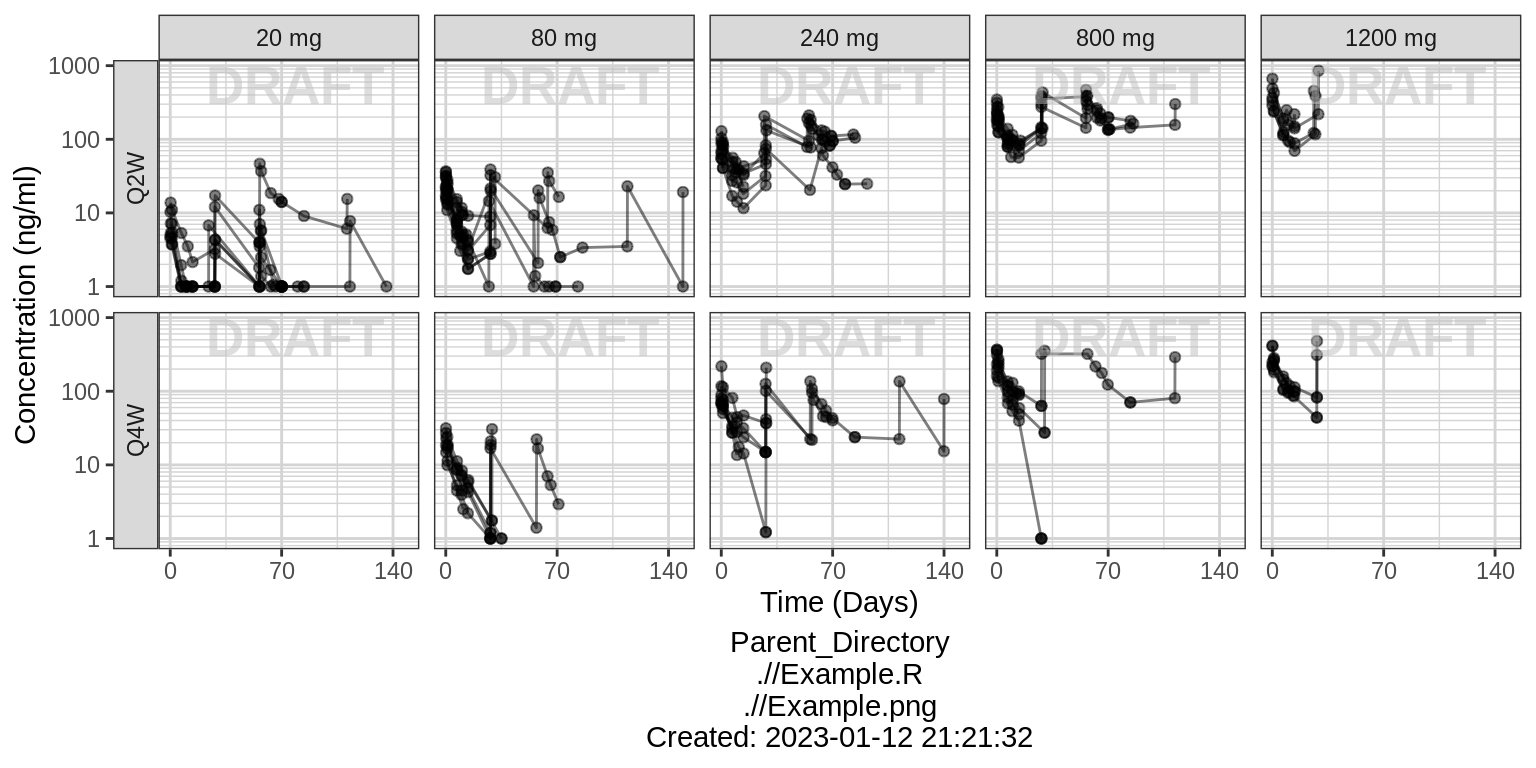 20 mg 80 mg 240 mg 800 mg 1200 mg
DRAFT DRAFT DRAFT DRAFT DRAFT
1000
100
10
1
Q2W
DRAFT DRAFT DRAFT DRAFT DRAFT
1000
100
10
1
Q4W
Concentration (ng/ml)
0 70 140 0 70 140 0 70 140 0 70 140 0 70 140
Time (Days)
Parent_Directory
.//Example.R
.//Example.png
Created: 2023-01-12 21:21:32